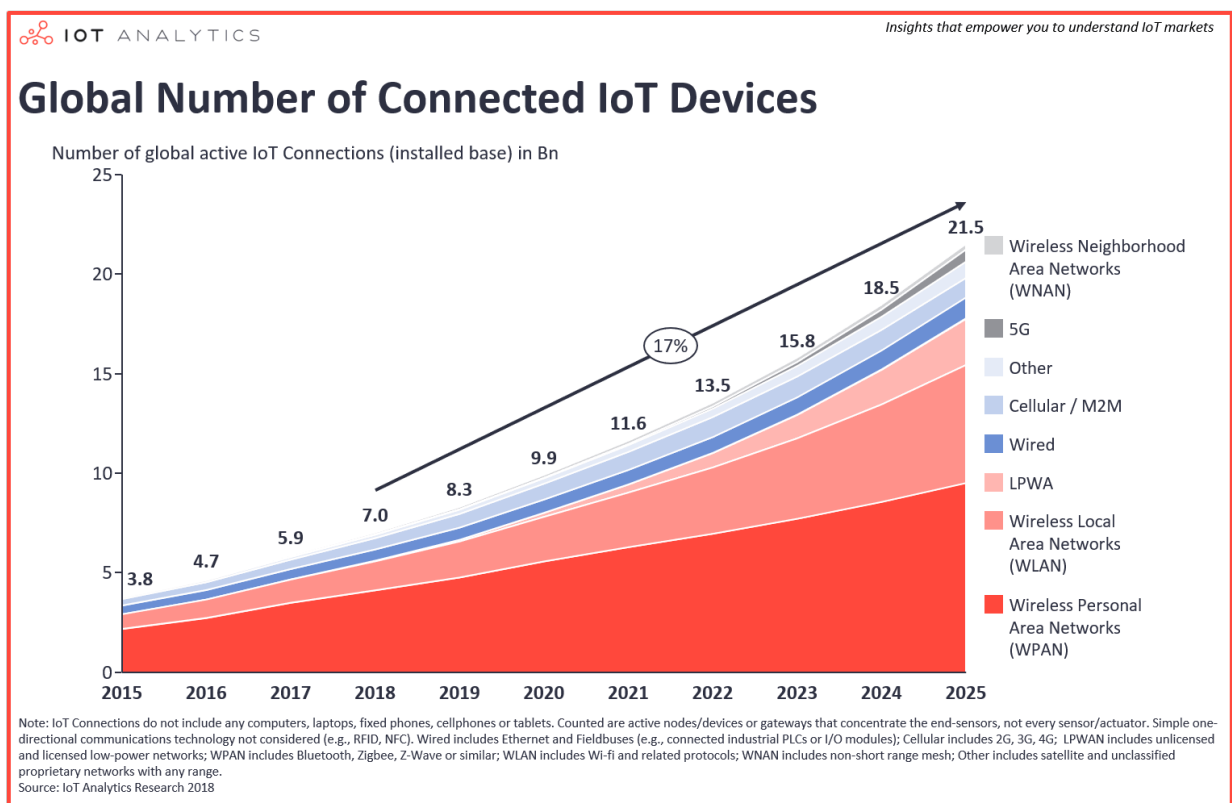 IOT ANALYTICS
Insights that empower you to understand IoT markets
Global Number of Connected IoT Devices
Number of global active IoT Connections (installed base) in Bn
25
20
15
10
5
0
3.8
4.7
5.9
7.0
8.3
9.9
11.6
13.5
15.8
18.5
21.5
17%
2015 2016 2017 2018 2019 2020 2021 2022 2023 2024 2025
Wireless Neighborhood
Area Networks
(WNAN)
5G
Other
Cellular / M2M
Wired
LPWA
Wireless Local
Area Networks
(WLAN)
Wireless Personal
Area Networks
(WPAN)
Note: IoT Connections do not include any computers, laptops, fixed phones, cellphones or tablets. Counted are active nodes/devices or gateways that concentrate the end-sensors, not every sensor/actuator. Simple one-
directional communications technology not considered (e.g., RFID, NFC). Wired includes Ethernet and Fieldbuses (e.g., connected industrial PLCs or I/O modules); Cellular includes 2G, 3G, 4G; LPWAN includes unlicensed
and licensed low-power networks; WPAN includes Bluetooth, Zigbee, Z-Wave or similar; WLAN includes Wi-fi and related protocols; WNAN includes non-short range mesh; Other includes satellite and unclassified
proprietary networks with any range.
Source: IoT Analytics Research 2018